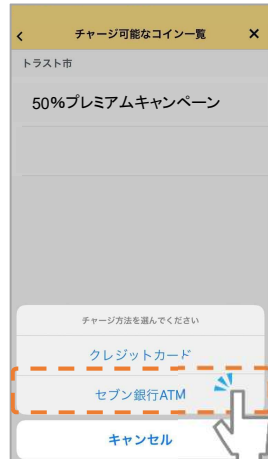 チャージ可能なコイン一覧
トラスト市
50%プレミアムキャンペーン
チャージ方法を選んでください
クレジットカード
セブン銀行ATM
キャンセル